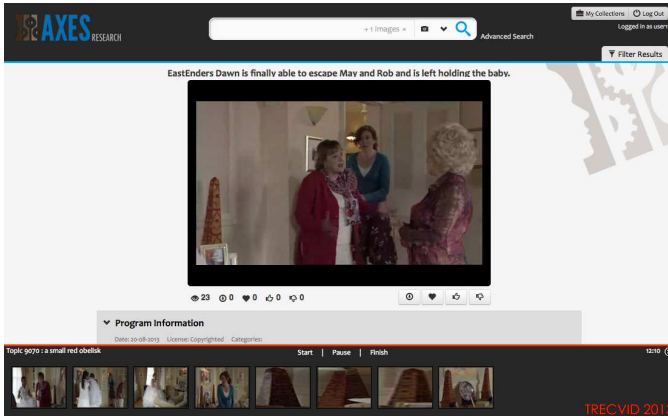 My Collections Log Out
AXES RESEARCH
+1 images ×
Advanced Search
Logged in as user1
Filter Results
EastEnders Dawn is finally able to escape May and Rob and is left holding the baby.
23 0 0 0 0
Program Information
Date: 20-08-2013 License: Copyrighted Categories:
Topic 9070 : a small red obelisk
Start | Pause | Finish
12:10
TRECVID 201